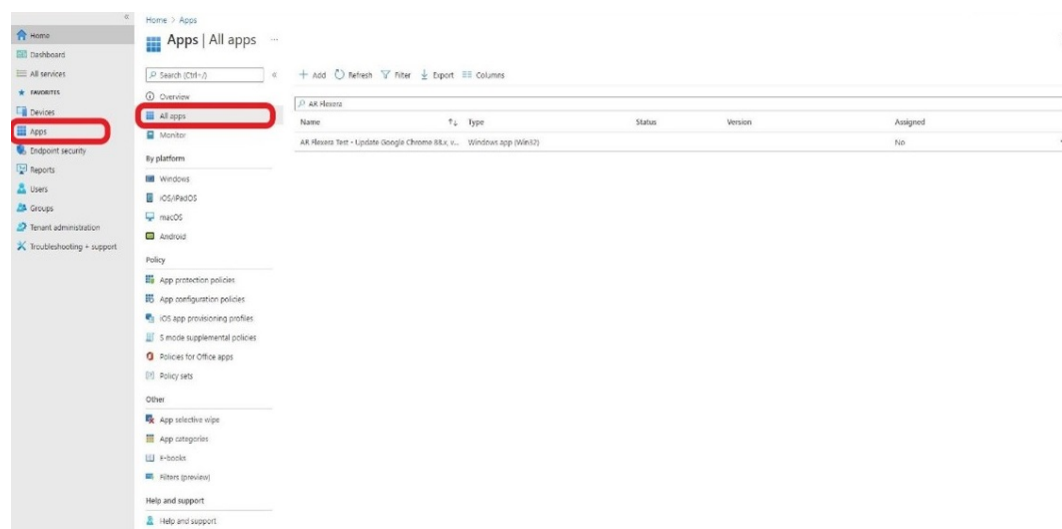 Home
Dashboard
All services
FAVORITES
Devices
Apps
Endpoint security
Reports
Users
Groups
Tenant administration
Troubleshooting + support
Home > Apps
Apps | All apps ...
Search (Ctrl+/)
Overview
All apps
Monitor
By platform
Windows
iOS/iPadOS
macOS
Android
Policy
App protection policies
App configuration policies
iOS app provisioning profiles
S mode supplemental policies
Policies for Office apps
Policy sets
Other
App selective wipe
App categories
E-books
Filters (preview)
Help and support
Help and support
+ Add Refresh Filter Export Columns
AR Flexera
Name Type Status Version Assigned
AR Flexera Test - Update Google Chrome 88.x, v... Windows app (Win32) No